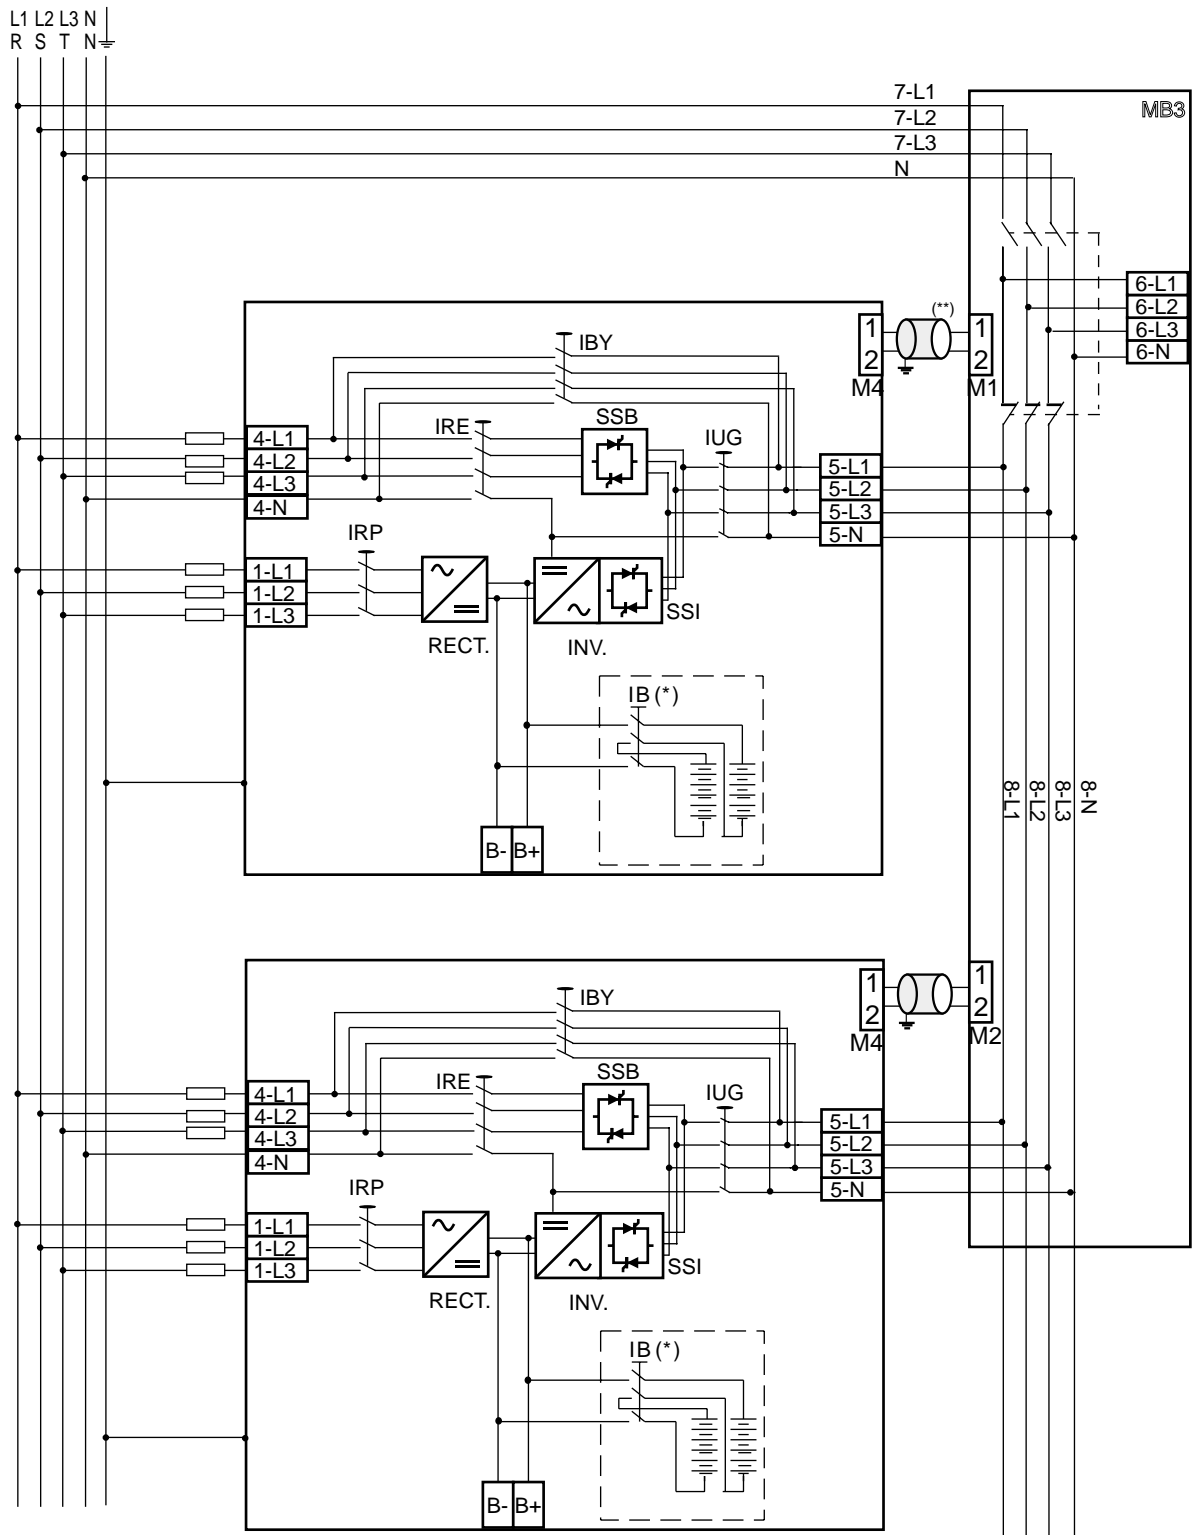 L1 L2 L3 N
R S T N
7-L1
MB3
7-L2
7-L3
N
6-L1
6-L2
6-L3
6-N
(**)
1
2
M4
1
2
M1
IBY
IRE
SSB
IUG
4-L1
4-L2
4-L3
4-N
5-L1
5-L2
5-L3
5-N
IRP
1-L1
1-L2
1-L3
SSI
RECT.
INV.
IB (*)
B-
B+
8-L1
8-L2
8-L3
8-N
1
2
M4
1
2
M2
IBY
IRE
SSB
IUG
4-L1
4-L2
4-L3
4-N
5-L1
5-L2
5-L3
5-N
IRP
1-L1
1-L2
1-L3
SSI
RECT.
INV.
IB (*)
B-
B+